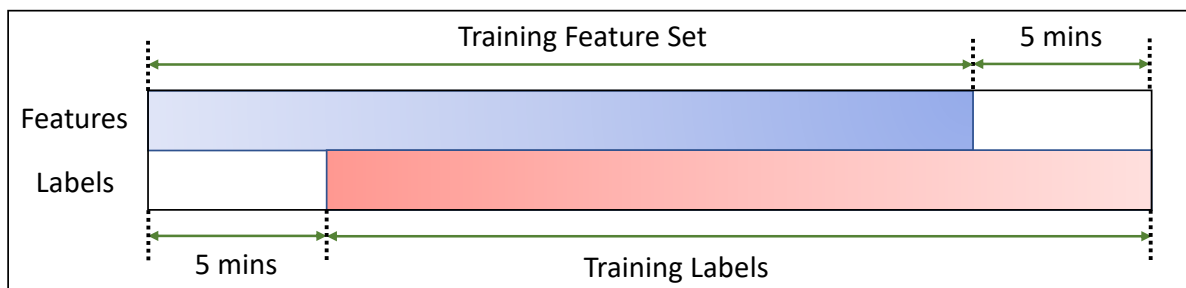 Training Feature Set
5 mins
Features
Labels
5 mins
Training Labels